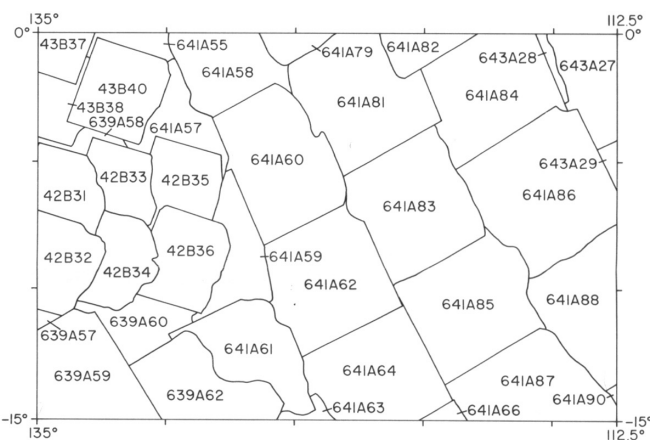 135° 112.5°
0° 0°
43B37 641A55 641A79 641A82 643A28 643A27
641A58
43B40 641A81 641A84
43B38
639A58 641A57
641A60 643A29
42B33 42B35
42B31 641A83 641A86
42B32 42B36 641A59
42B34 641A62
641A85 641A88
639A57 639A60
641A61
639A59 641A64 641A87
639A62 641A63 641A66 641A90
-15° -15°
135° 112.5°